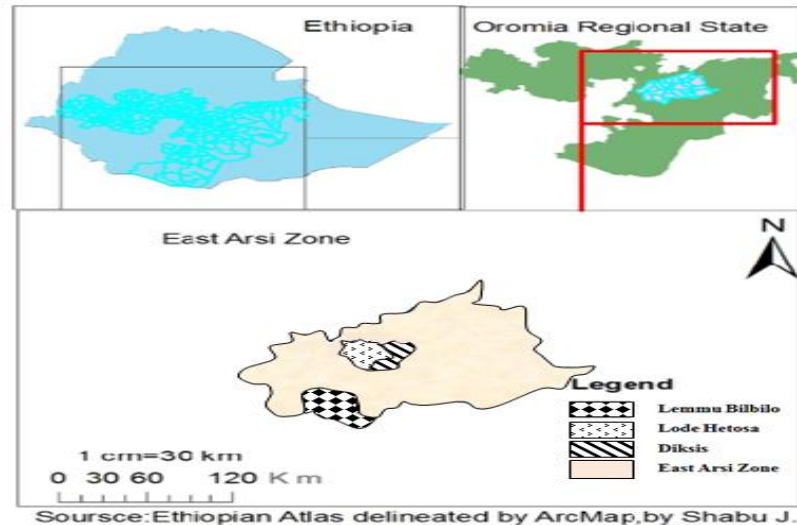 Ethiopia
Oromia Regional State
East Arsi Zone
N
Legend
Lemmu Bilbilo
Lode Hetosa
Diksis
East Arsi Zone
1 cm=30 km
0 30 60 120 Km
Soursce:Ethiopian Atlas delineated by ArcMap,by Shabu J.